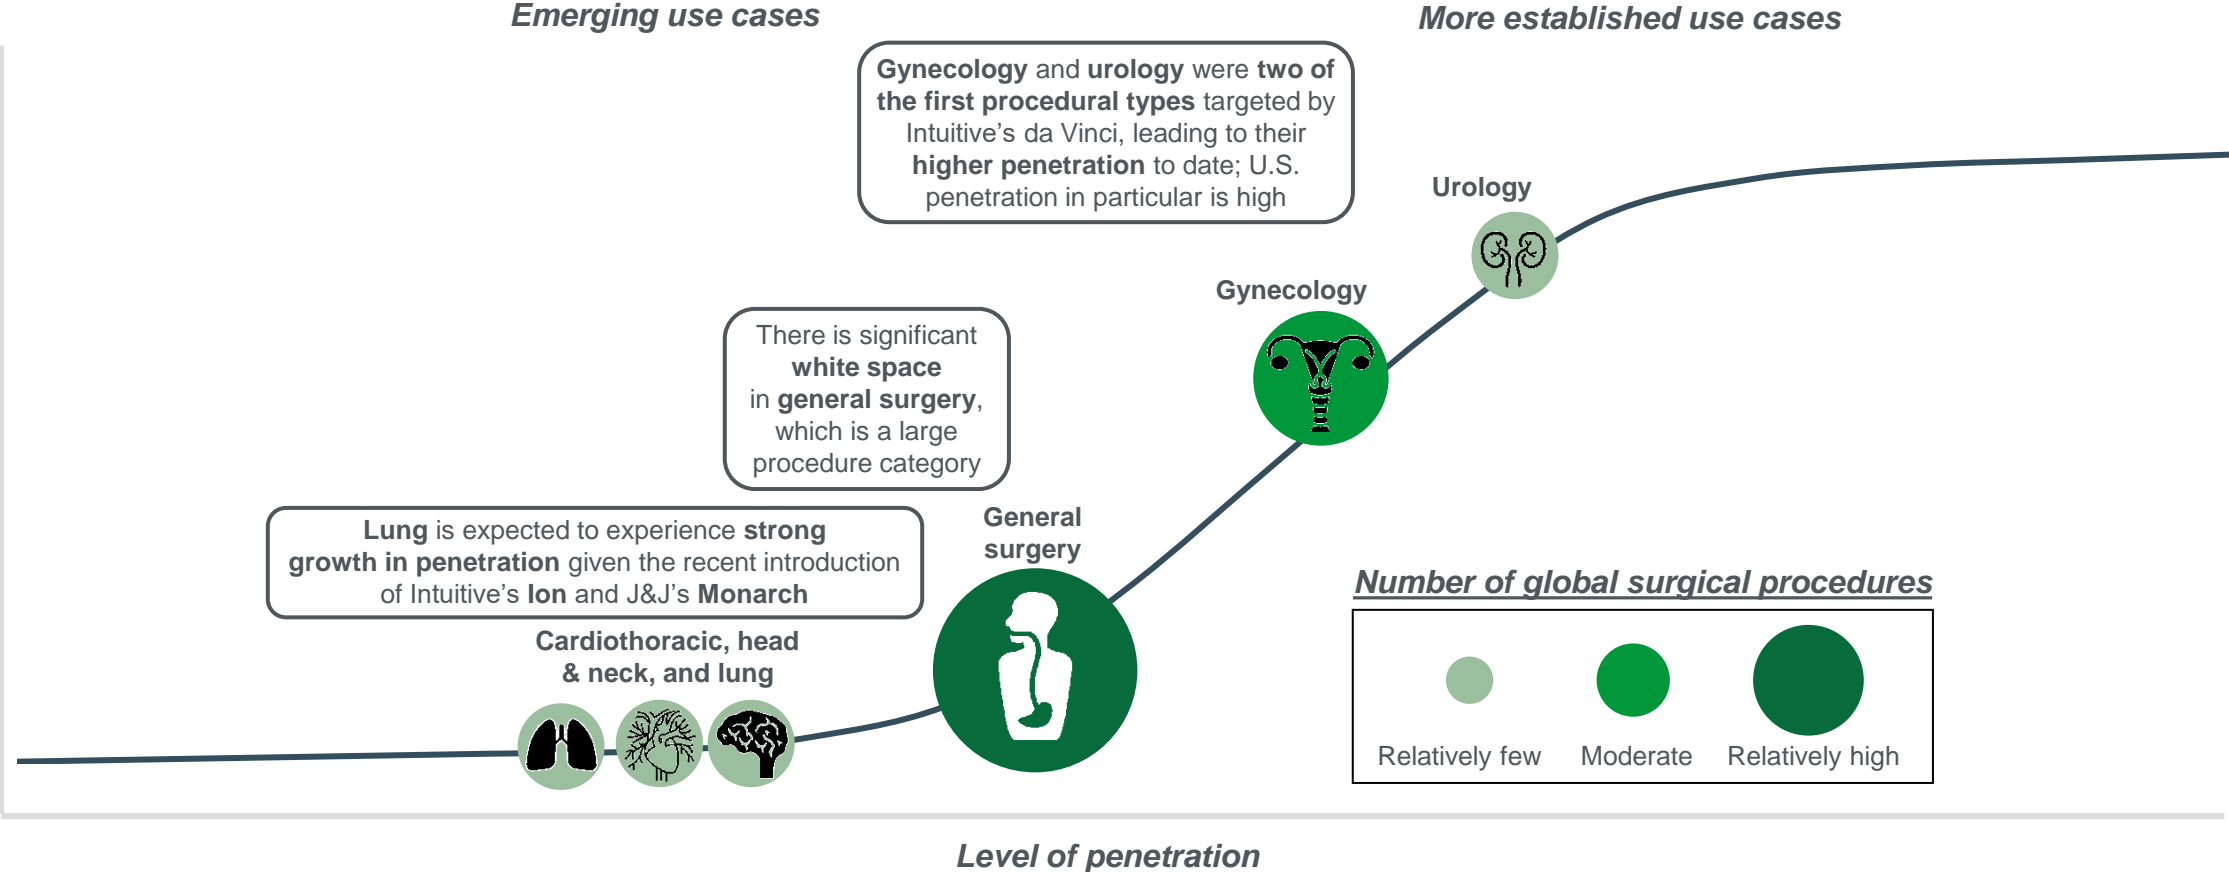 Emerging use cases
More established use cases
Gynecology and urology were two of
the first procedural types targeted by
Intuitive's da Vinci, leading to their
higher penetration to date; U.S.
penetration in particular is high
Urology
Gynecology
There is significant
white space
in general surgery,
which is a large
procedure category
Lung is expected to experience strong
growth in penetration given the recent introduction
of Intuitive's Ion and J&J's Monarch
General
surgery
Cardiothoracic, head
& neck, and lung
Number of global surgical procedures
Relatively few
Moderate
Relatively high
Level of penetration